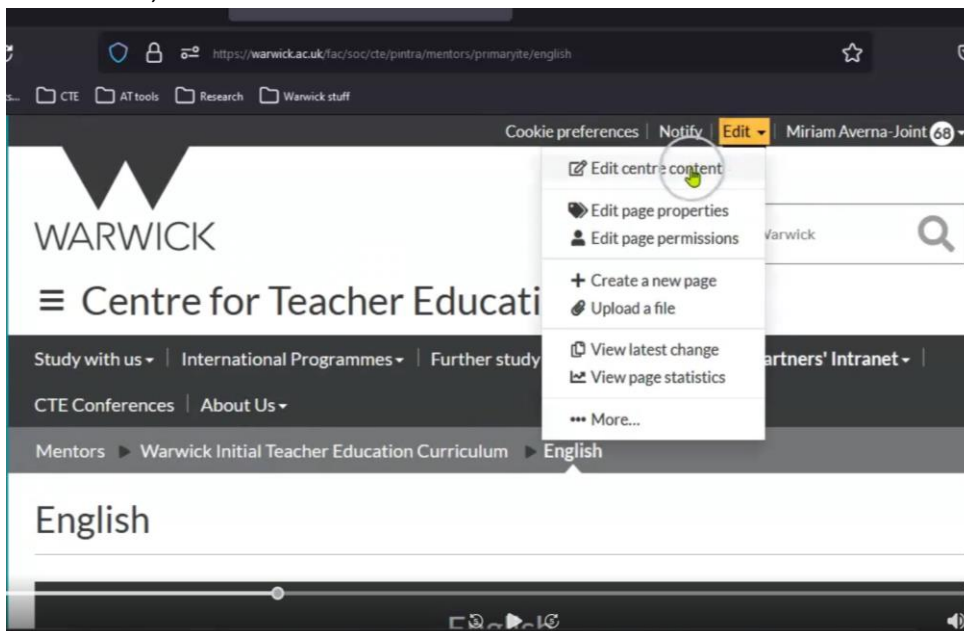 https://warwick.ac.uk/fac/soc/cte/pintra/mentors/primaryite/english
CTE AT tools Research Warwick stuff
Cookie preferences | Notify | Edit | Miriam Averna-Joint 68
Edit centre content
Edit page properties
Edit page permissions
Warwick
Create a new page
Upload a file
View latest change
View page statistics
More...
WARWICK
Centre for Teacher Educati
Study with us | International Programmes | Further study
artners' Intranet
CTE Conferences | About Us
Mentors Warwick Initial Teacher Education Curriculum English
English